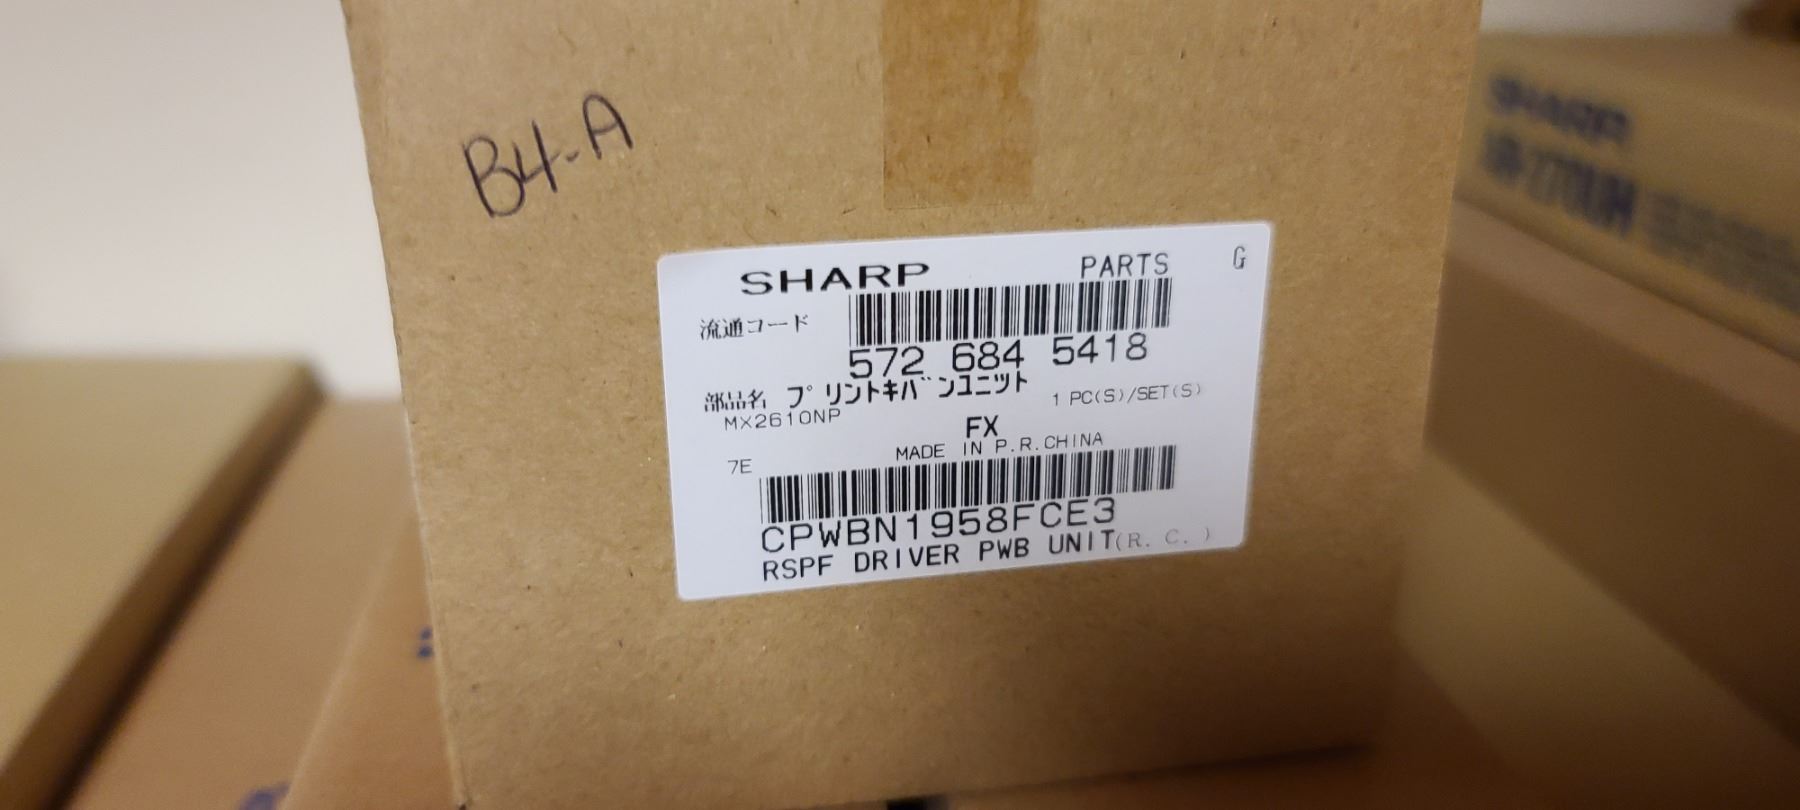 B4-A
SHARP PARTS G
流通コード
572 684 5418
部品名 プリントキバンユニット 1 PC(S)/SET(S)
MX2610NP
FX
7E MADE IN P.R.CHINA
CPWBN1958FCE3
RSPF DRIVER PWB UNIT(R. C. )
SHARP